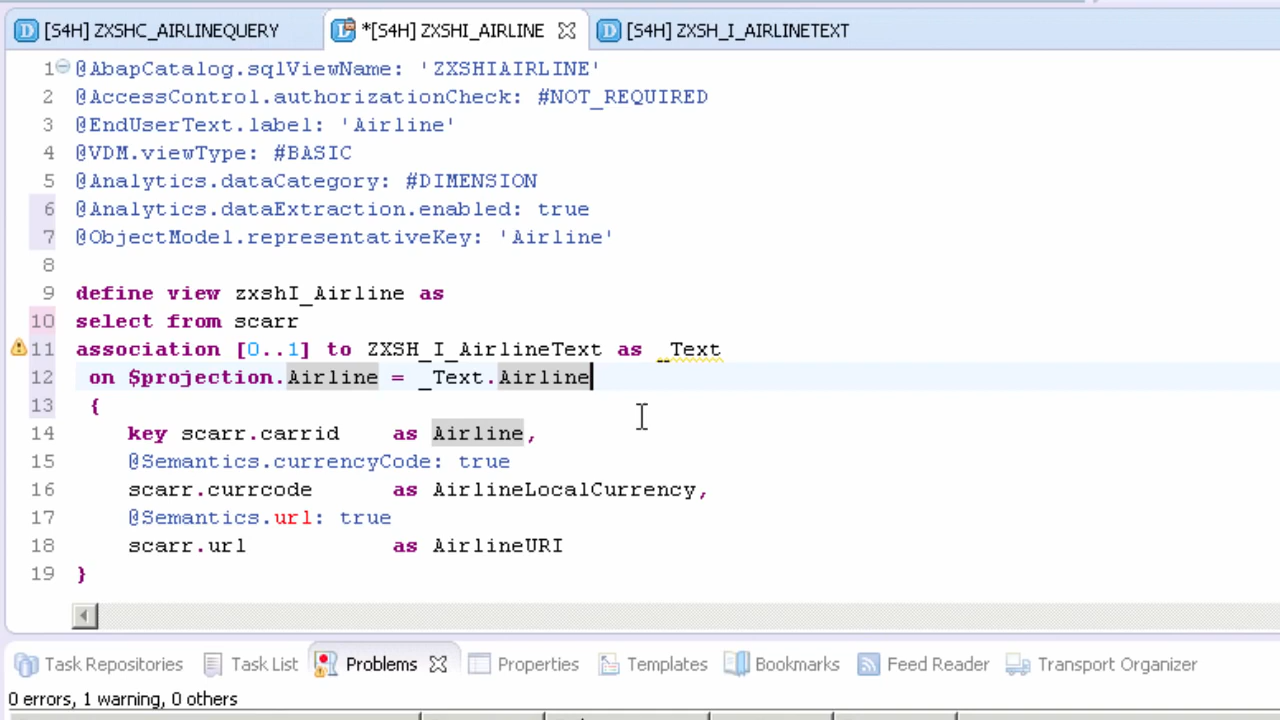 [S4H] ZXSHC_AIRLINEQUERY
*[S4H] ZXSHI_AIRLINE
[S4H] ZXSH_I_AIRLINETEXT
1 @AbapCatalog.sqlViewName: 'ZXSHIAIRLINE'
2 @AccessControl.authorizationCheck: #NOT_REQUIRED
3 @EndUserText.label: 'Airline'
4 @VDM.viewType: #BASIC
5 @Analytics.dataCategory: #DIMENSION
6 @Analytics.dataExtraction.enabled: true
7 @ObjectModel.representativeKey: 'Airline'
8
9 define view zxshI_Airline as
10 select from scarr
11 association [0..1] to ZXSH_I_AirlineText as _Text
12 on $projection.Airline = _Text.Airline
13 {
14 key scarr.carrid as Airline,
15 @Semantics.currencyCode: true
16 scarr.currcode as AirlineLocalCurrency,
17 @Semantics.url: true
18 scarr.url as AirlineURI
19 }
Task Repositories Task List Problems Properties Templates Bookmarks Feed Reader Transport Organizer
0 errors, 1 warning, 0 others